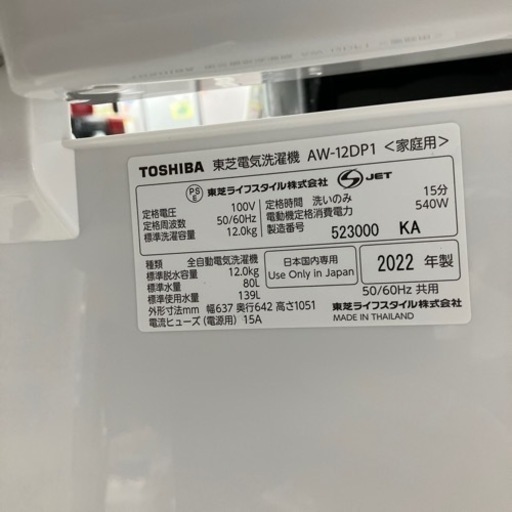 TOSHIBA 東芝電気洗濯機 AW-12DP1 <家庭用>
PS E 東芝ライフスタイル株式会社 S JET
定格電圧 100V
定格周波数 50/60Hz
標準洗濯容量 12.0kg
定格時間 洗いのみ 15分
電動機定格消費電力 540W
製造番号 523000 KA
種類 全自動電気洗濯機
標準脱水容量 12.0kg
標準水量 80L
標準使用水量 139L
外形寸法mm 幅637 奥行642 高さ1051
電流ヒューズ(電源用) 15A
日本国内専用
Use Only in Japan
2022 年製
50/60Hz 共用
東芝ライフスタイル株式会社
MADE IN THAILAND